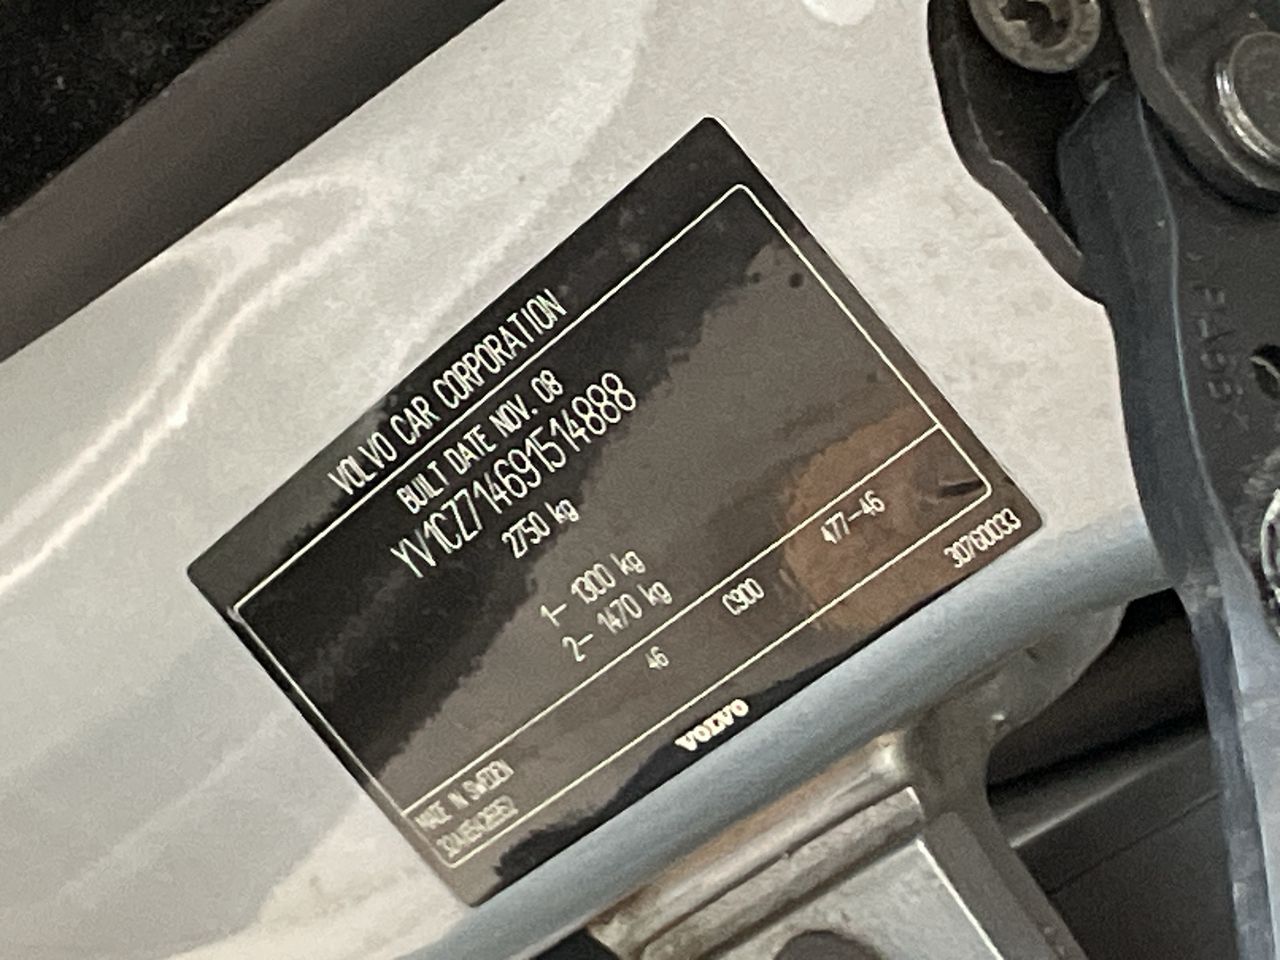 VOLVO CAR CORPORATION
BUILT DATE NOV. 08
YV1CZ714691514888
2750 kg
1- 1300 kg
2- 1470 kg
46 C900 477-46
MADE IN SWEDEN
30760033
VOLVO